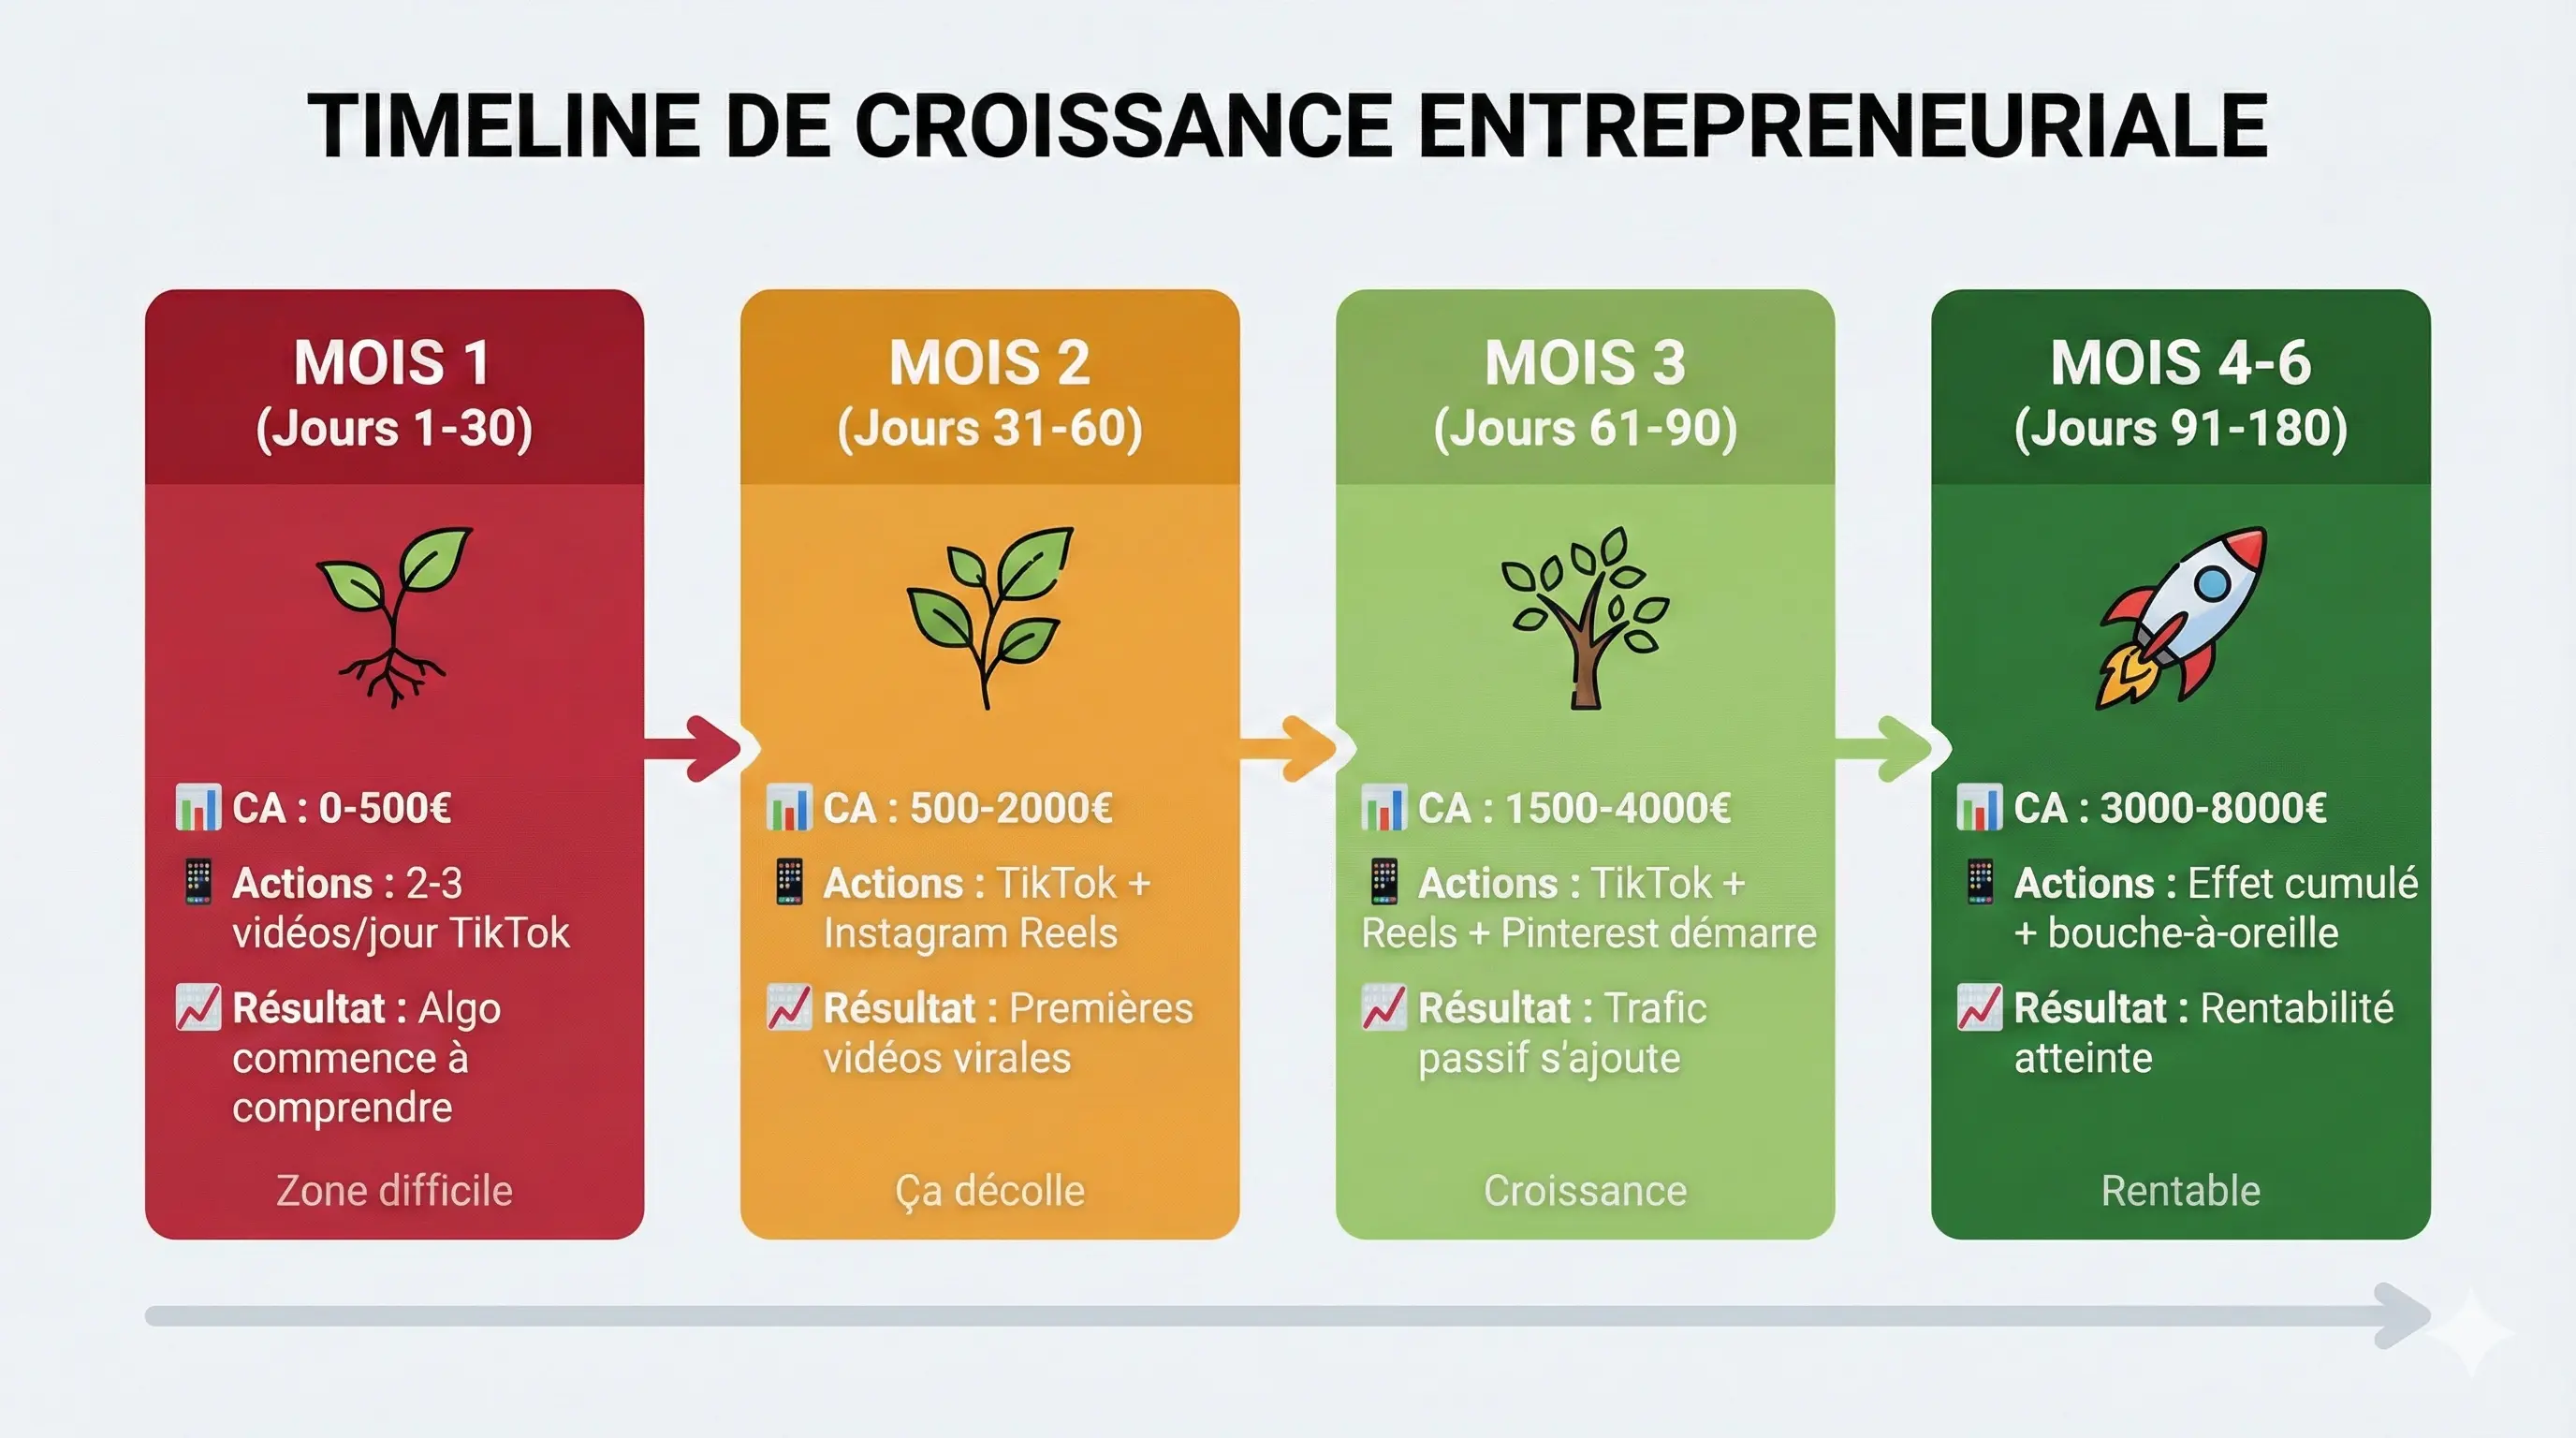 TIMELINE DE CROISSANCE ENTREPRENEURIALE
MOIS 1
(Jours 1-30)
CA : 0-500€
Actions : 2-3
vidéos/jour TikTok
Résultat : Algo
commence à
comprendre
Zone difficile
MOIS 2
(Jours 31-60)
CA : 500-2000€
Actions : TikTok +
Instagram Reels
Résultat : Premières
vidéos virales
Ça décolle
MOIS 3
(Jours 61-90)
CA : 1500-4000€
Actions : TikTok +
Reels + Pinterest démarre
Résultat : Trafic
passif s'ajoute
Croissance
MOIS 4-6
(Jours 91-180)
CA : 3000-8000€
Actions : Effet cumulé
+ bouche-à-oreille
Résultat : Rentabilité
atteinte
Rentable